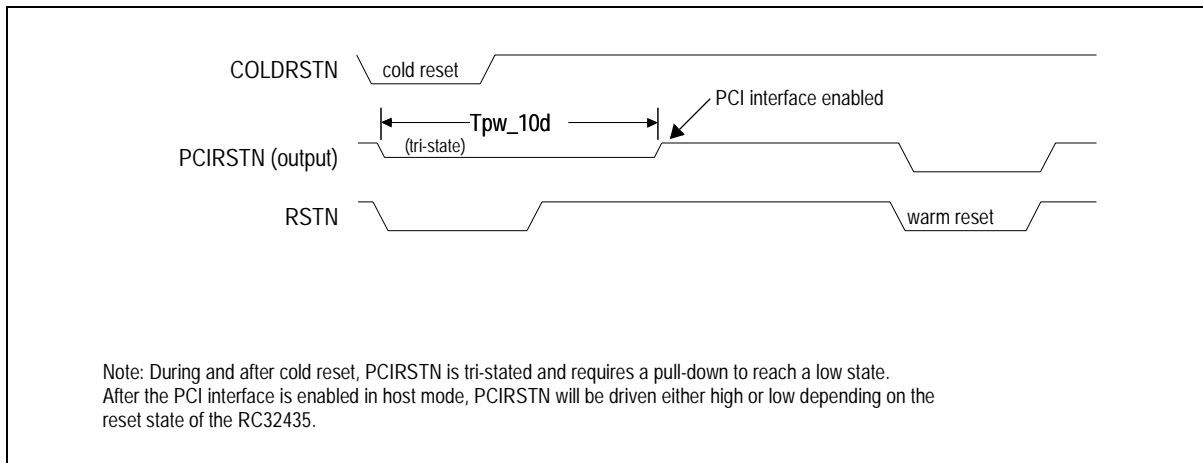 COLDRSTN
cold reset
PCI interface enabled
Tpw_10d
PCIRSTN (output)
(tri-state)
RSTN
warm reset
Note: During and after cold reset, PCIRSTN is tri-stated and requires a pull-down to reach a low state.
After the PCI interface is enabled in host mode, PCIRSTN will be driven either high or low depending on the
reset state of the RC32435.